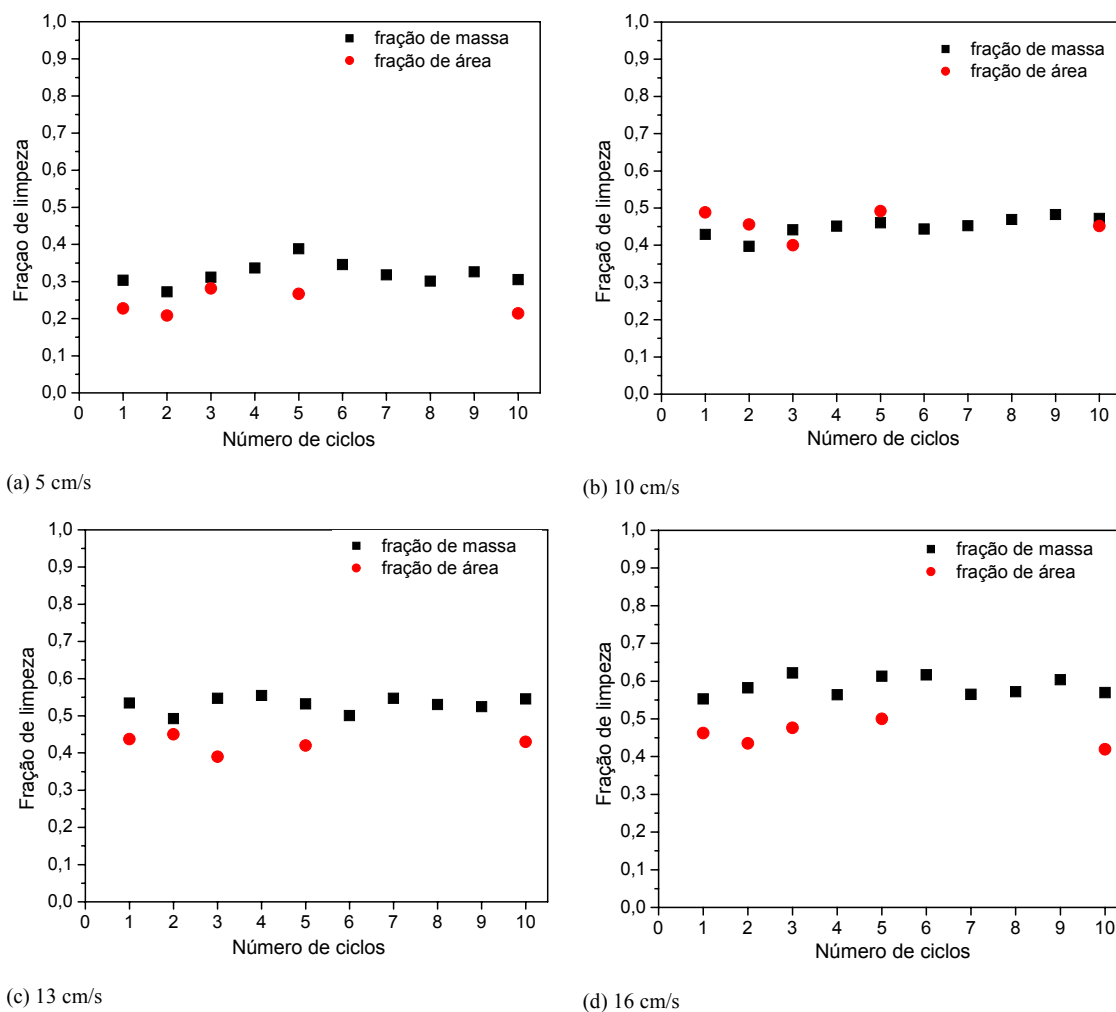 1,0
0,9
0,8
0,7
0,6
0,5
0,4
0,3
0,2
0,1
0,0
Fraçao de limpeza
fração de massa
fração de área
0 1 2 3 4 5 6 7 8 9 10
Número de ciclos
(a) 5 cm/s
1,0
0,9
0,8
0,7
0,6
0,5
0,4
0,3
0,2
0,1
0,0
Fraçaõ de limpeza
fração de massa
fração de área
0 1 2 3 4 5 6 7 8 9 10
Número de ciclos
(b) 10 cm/s
1,0
0,9
0,8
0,7
0,6
0,5
0,4
0,3
0,2
0,1
0,0
Fração de limpeza
fração de massa
fração de área
0 1 2 3 4 5 6 7 8 9 10
Número de ciclos
(c) 13 cm/s
1,0
0,9
0,8
0,7
0,6
0,5
0,4
0,3
0,2
0,1
0,0
Fração de limpeza
fração de massa
fração de área
0 1 2 3 4 5 6 7 8 9 10
Número de ciclos
(d) 16 cm/s